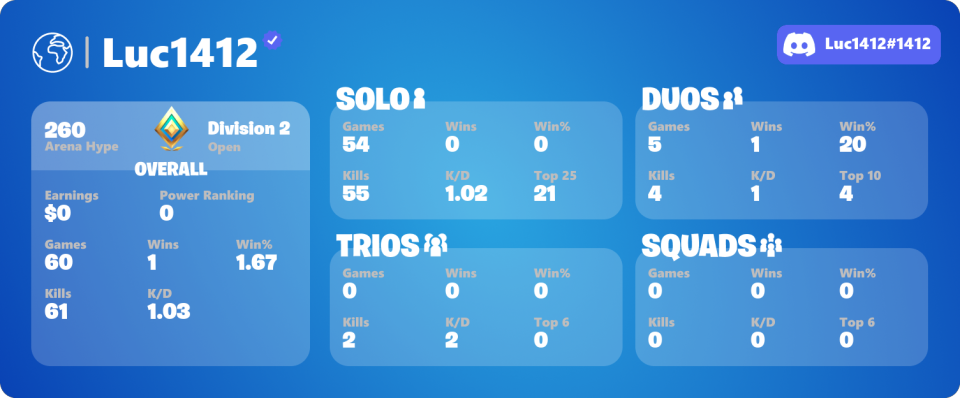 Luc1412
Luc1412#1412
260
Arena Hype
Division 2
Open
OVERALL
Earnings Power Ranking
$0 0
Games Wins Win%
60 1 1.67
Kills K/D
61 1.03
SOLO
Games Wins Win%
54 0 0
Kills K/D Top 25
55 1.02 21
DUOS
Games Wins Win%
5 1 20
Kills K/D Top 10
4 1 4
TRIOS
Games Wins Win%
0 0 0
Kills K/D Top 6
2 2 0
SQUADS
Games Wins Win%
0 0 0
Kills K/D Top 6
0 0 0